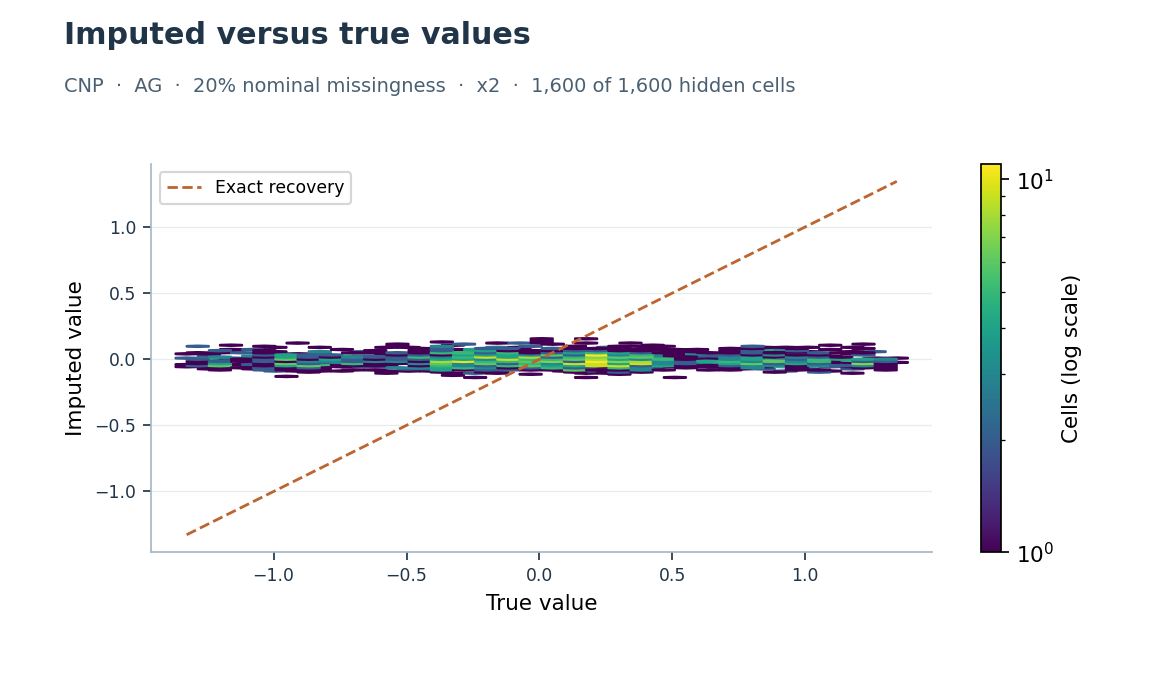 Imputed versus true values
CNP · AG · 20% nominal missingness · x2 · 1,600 of 1,600 hidden cells
Exact recovery
1.0
0.5
0.0
−0.5
−1.0
Imputed value
−1.0 −0.5 0.0 0.5 1.0
True value
10¹
10⁰
Cells (log scale)